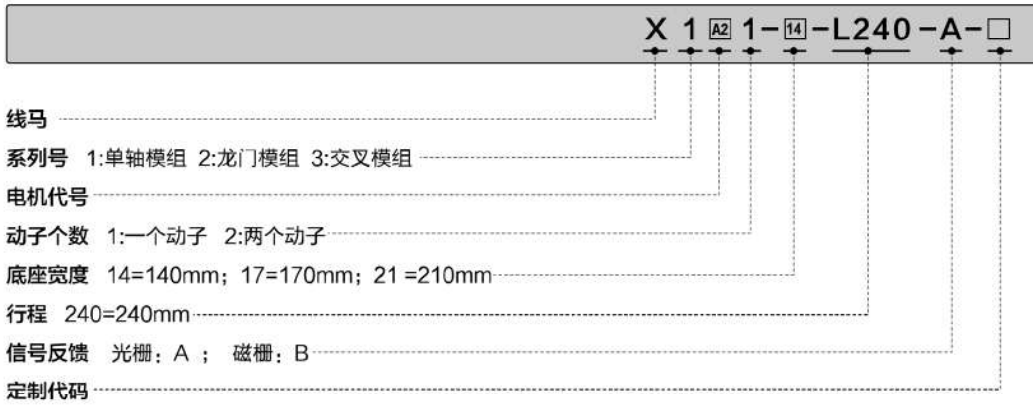 X 1 A2 1-14-L240-A-□
线马
系列号 1:单轴模组 2:龙门模组 3:交叉模组
电机代号
动子个数 1:一个动子 2:两个动子
底座宽度 14=140mm；17=170mm；21 =210mm
行程 240=240mm
信号反馈 光栅：A ； 磁栅：B
定制代码